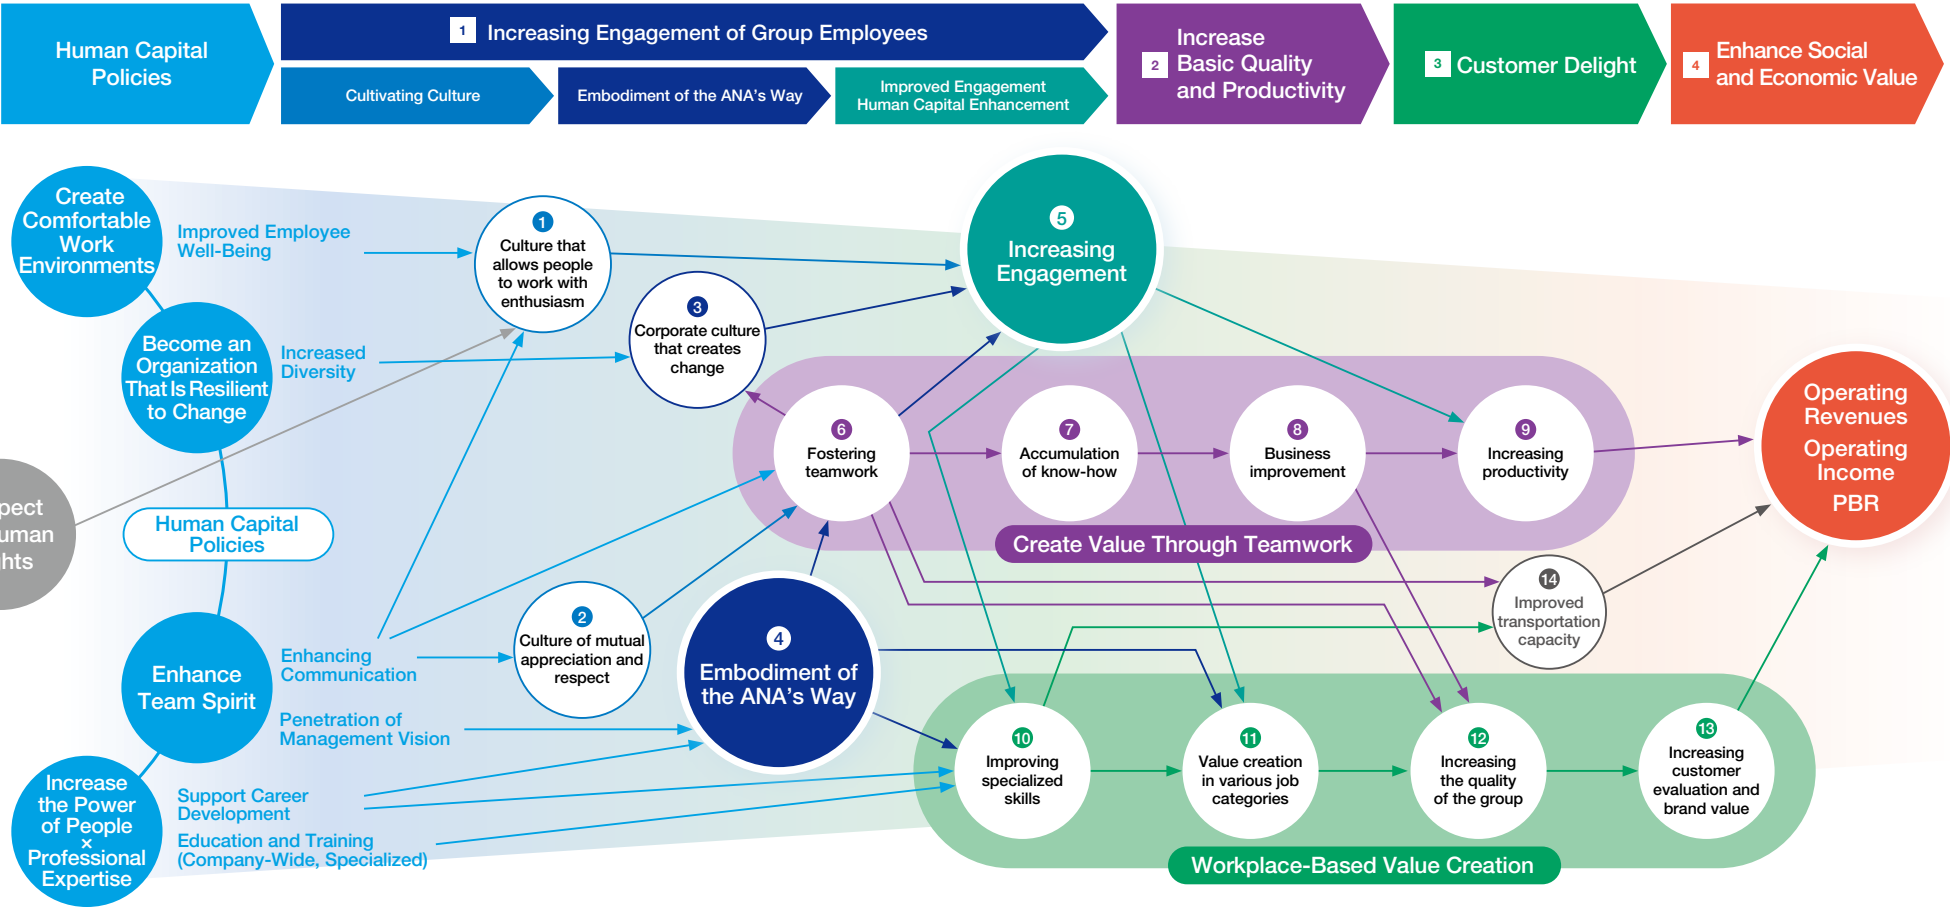 Human Capital
Policies
1 Increasing Engagement of Group Employees
Cultivating Culture
Embodiment of the ANA's Way
Improved Engagement
Human Capital Enhancement
2 Increase
Basic Quality
and Productivity
3 Customer Delight
4 Enhance Social
and Economic Value
Create
Comfortable
Work
Environments
Improved Employee
Well-Being
Become an
Organization
That Is Resilient
to Change
Increased
Diversity
Human Capital
Policies
Enhance
Team Spirit
Enhancing
Communication
Penetration of
Management Vision
Increase
the Power
of People
×
Professional
Expertise
Support Career
Development
Education and Training
(Company-Wide, Specialized)
1
Culture that
allows people
to work with
enthusiasm
2
Culture of mutual
appreciation and
respect
3
Corporate culture
that creates
change
4
Embodiment of
the ANA's Way
5
Increasing
Engagement
6
Fostering
teamwork
7
Accumulation
of know-how
8
Business
improvement
9
Increasing
productivity
Create Value Through Teamwork
10
Improving
specialized
skills
11
Value creation
in various job
categories
12
Increasing
the quality
of the group
13
Increasing
customer
evaluation and
brand value
Workplace-Based Value Creation
14
Improved
transportation
capacity
Operating
Revenues
Operating
Income
PBR